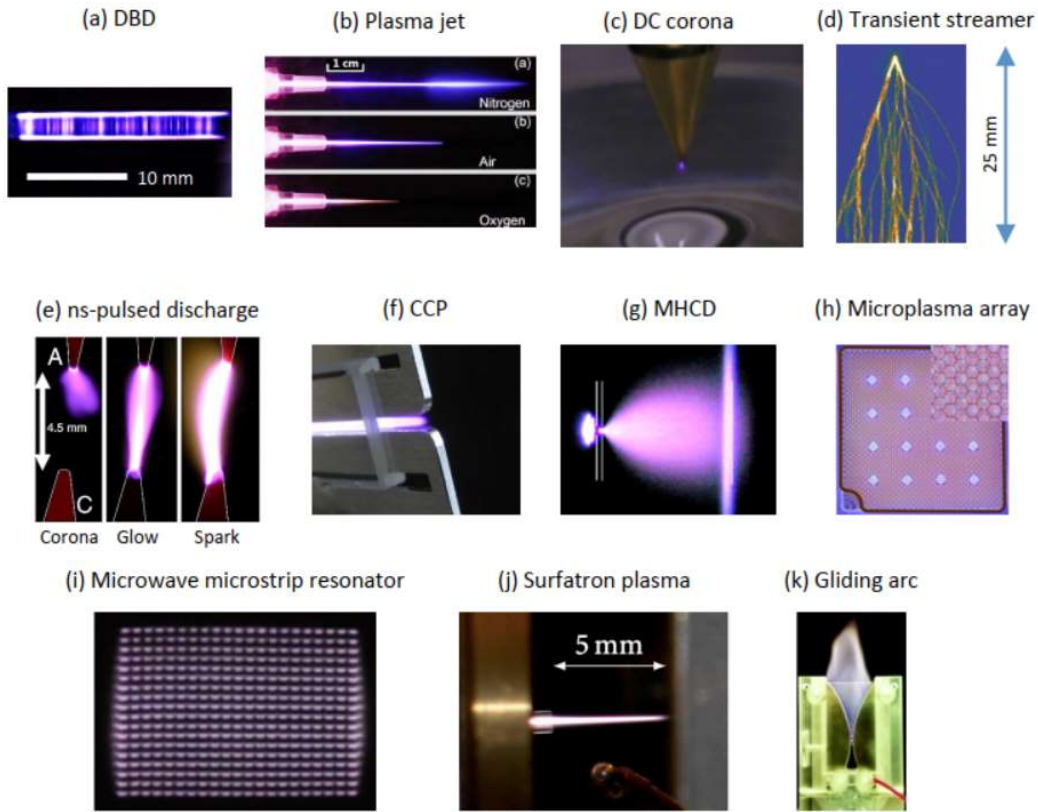 (a) DBD
(b) Plasma jet
(c) DC corona
(d) Transient streamer
10 mm
1 cm
(a)
Nitrogen
(b)
Air
(c)
Oxygen
25 mm
(e) ns-pulsed discharge
(f) CCP
(g) MHCD
(h) Microplasma array
A
4.5 mm
C
Corona
Glow
Spark
(i) Microwave microstrip resonator
(j) Surfatron plasma
(k) Gliding arc
5 mm